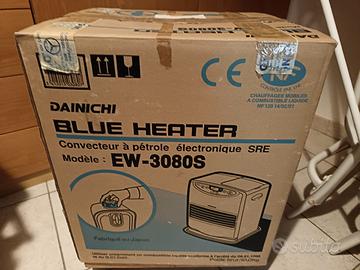 DAINICHI
BLUE HEATER
Convecteur à pétrole électronique SRE
Modèle : EW-3080S
Fabriqué au Japon
CE
NF
CHAUFFAGES MOBILES
A COMBUSTIBLE LIQUIDE
subito